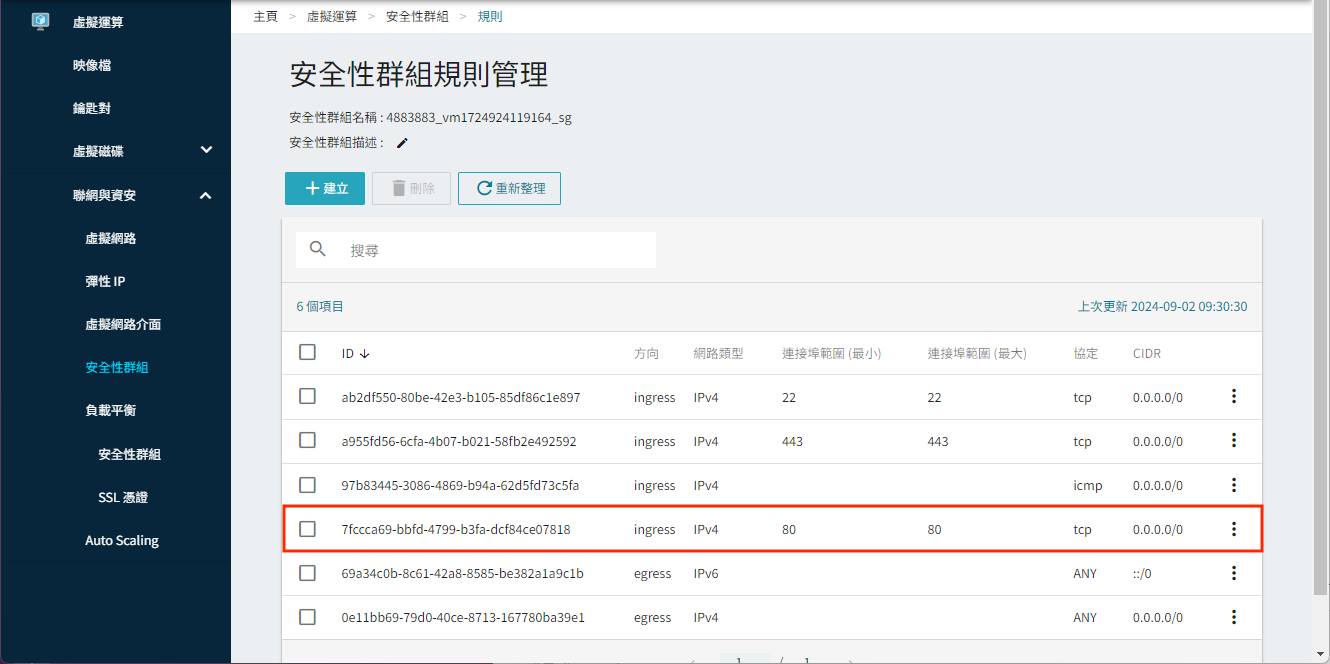 虛擬運算
映像檔
鑰匙對
虛擬磁碟
聯網與資安
虛擬網路
彈性 IP
虛擬網路介面
安全性群組
負載平衡
安全性群組
SSL 憑證
Auto Scaling
主頁 > 虛擬運算 > 安全性群組 > 規則
安全性群組規則管理
安全性群組名稱 : 4883883_vm1724924119164_sg
安全性群組描述 :
建立 刪除 重新整理
搜尋
6 個項目 上次更新 2024-09-02 09:30:30
ID 方向 網路類型 連接埠範圍 (最小) 連接埠範圍 (最大) 協定 CIDR
ab2df550-80be-42e3-b105-85df86c1e897 ingress IPv4 22 22 tcp 0.0.0.0/0
a955fd56-6cfa-4b07-b021-58fb2e492592 ingress IPv4 443 443 tcp 0.0.0.0/0
97b83445-3086-4869-b94a-62d5fd73c5fa ingress IPv4 icmp 0.0.0.0/0
7fccca69-bbfd-4799-b3fa-dcf84ce07818 ingress IPv4 80 80 tcp 0.0.0.0/0
69a34c0b-8c61-42a8-8585-be382a1a9c1b egress IPv6 ANY ::/0
0e11bb69-79d0-40ce-8713-167780ba39e1 egress IPv4 ANY 0.0.0.0/0
1 / 1